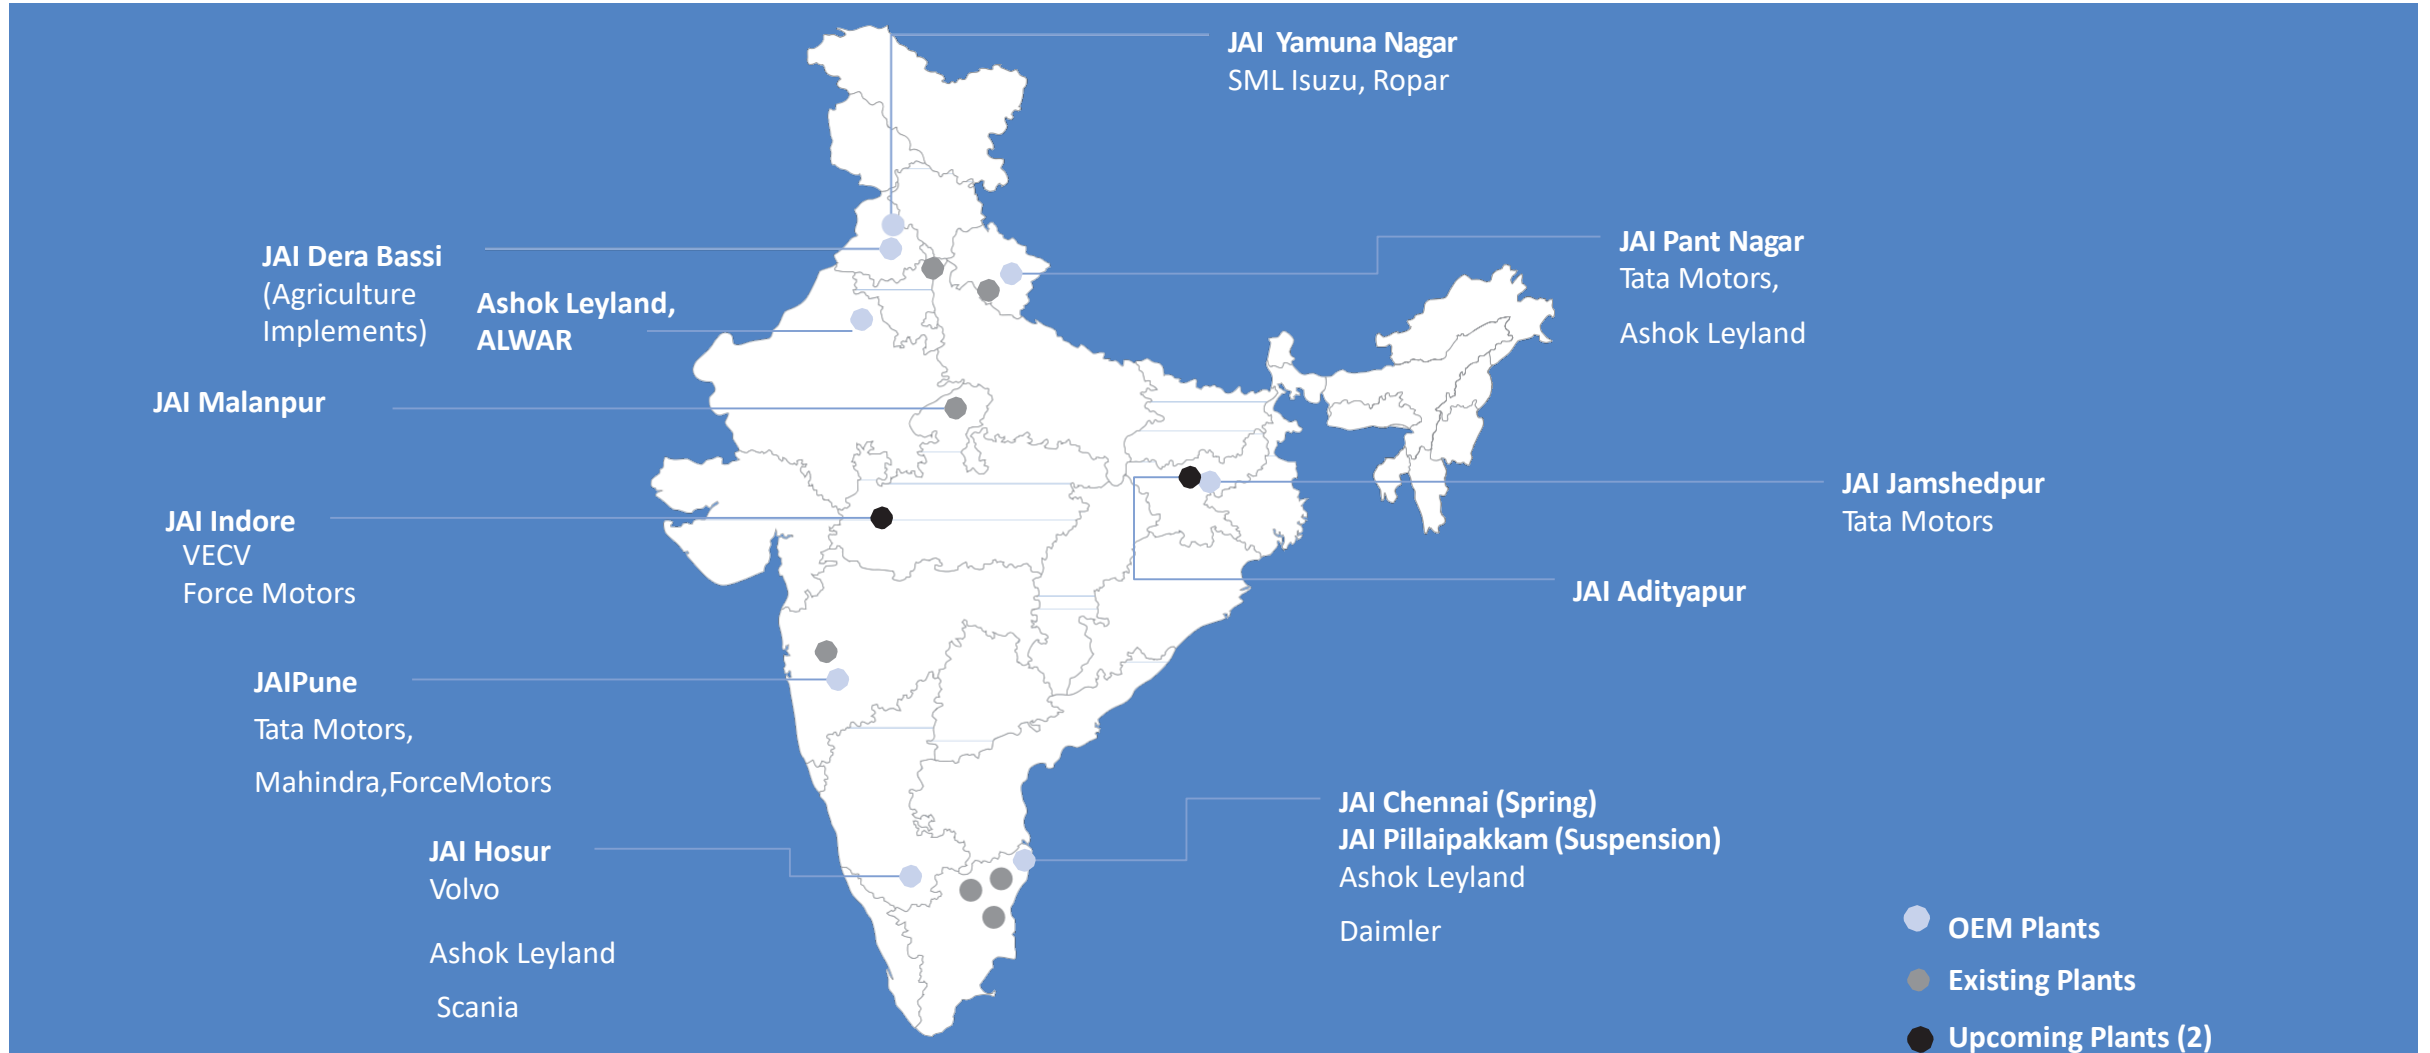 JAI Yamuna Nagar
SML Isuzu, Ropar
JAI Dera Bassi
(Agriculture
Implements)
Ashok Leyland,
ALWAR
JAI Pant Nagar
Tata Motors,
Ashok Leyland
JAI Malanpur
JAI Indore
VECV
Force Motors
JAI Jamshedpur
Tata Motors
JAI Adityapur
JAIPune
Tata Motors,
Mahindra,ForceMotors
JAI Hosur
Volvo
Ashok Leyland
Scania
JAI Chennai (Spring)
JAI Pillaipakkam (Suspension)
Ashok Leyland
Daimler
OEM Plants
Existing Plants
Upcoming Plants (2)